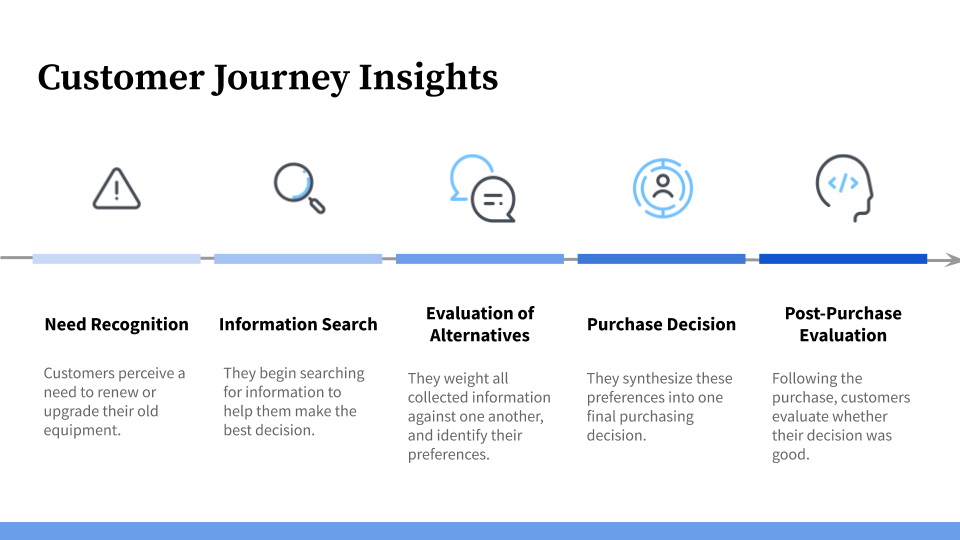 Customer Journey Insights
Need Recognition
Customers perceive a
need to renew or
upgrade their old
equipment.
Information Search
They begin searching
for information to
help them make the
best decision.
Evaluation of
Alternatives
They weight all
collected information
against one another,
and identify their
preferences.
Purchase Decision
They synthesize these
preferences into one
final purchasing
decision.
Post-Purchase
Evaluation
Following the
purchase, customers
evaluate whether
their decision was
good.